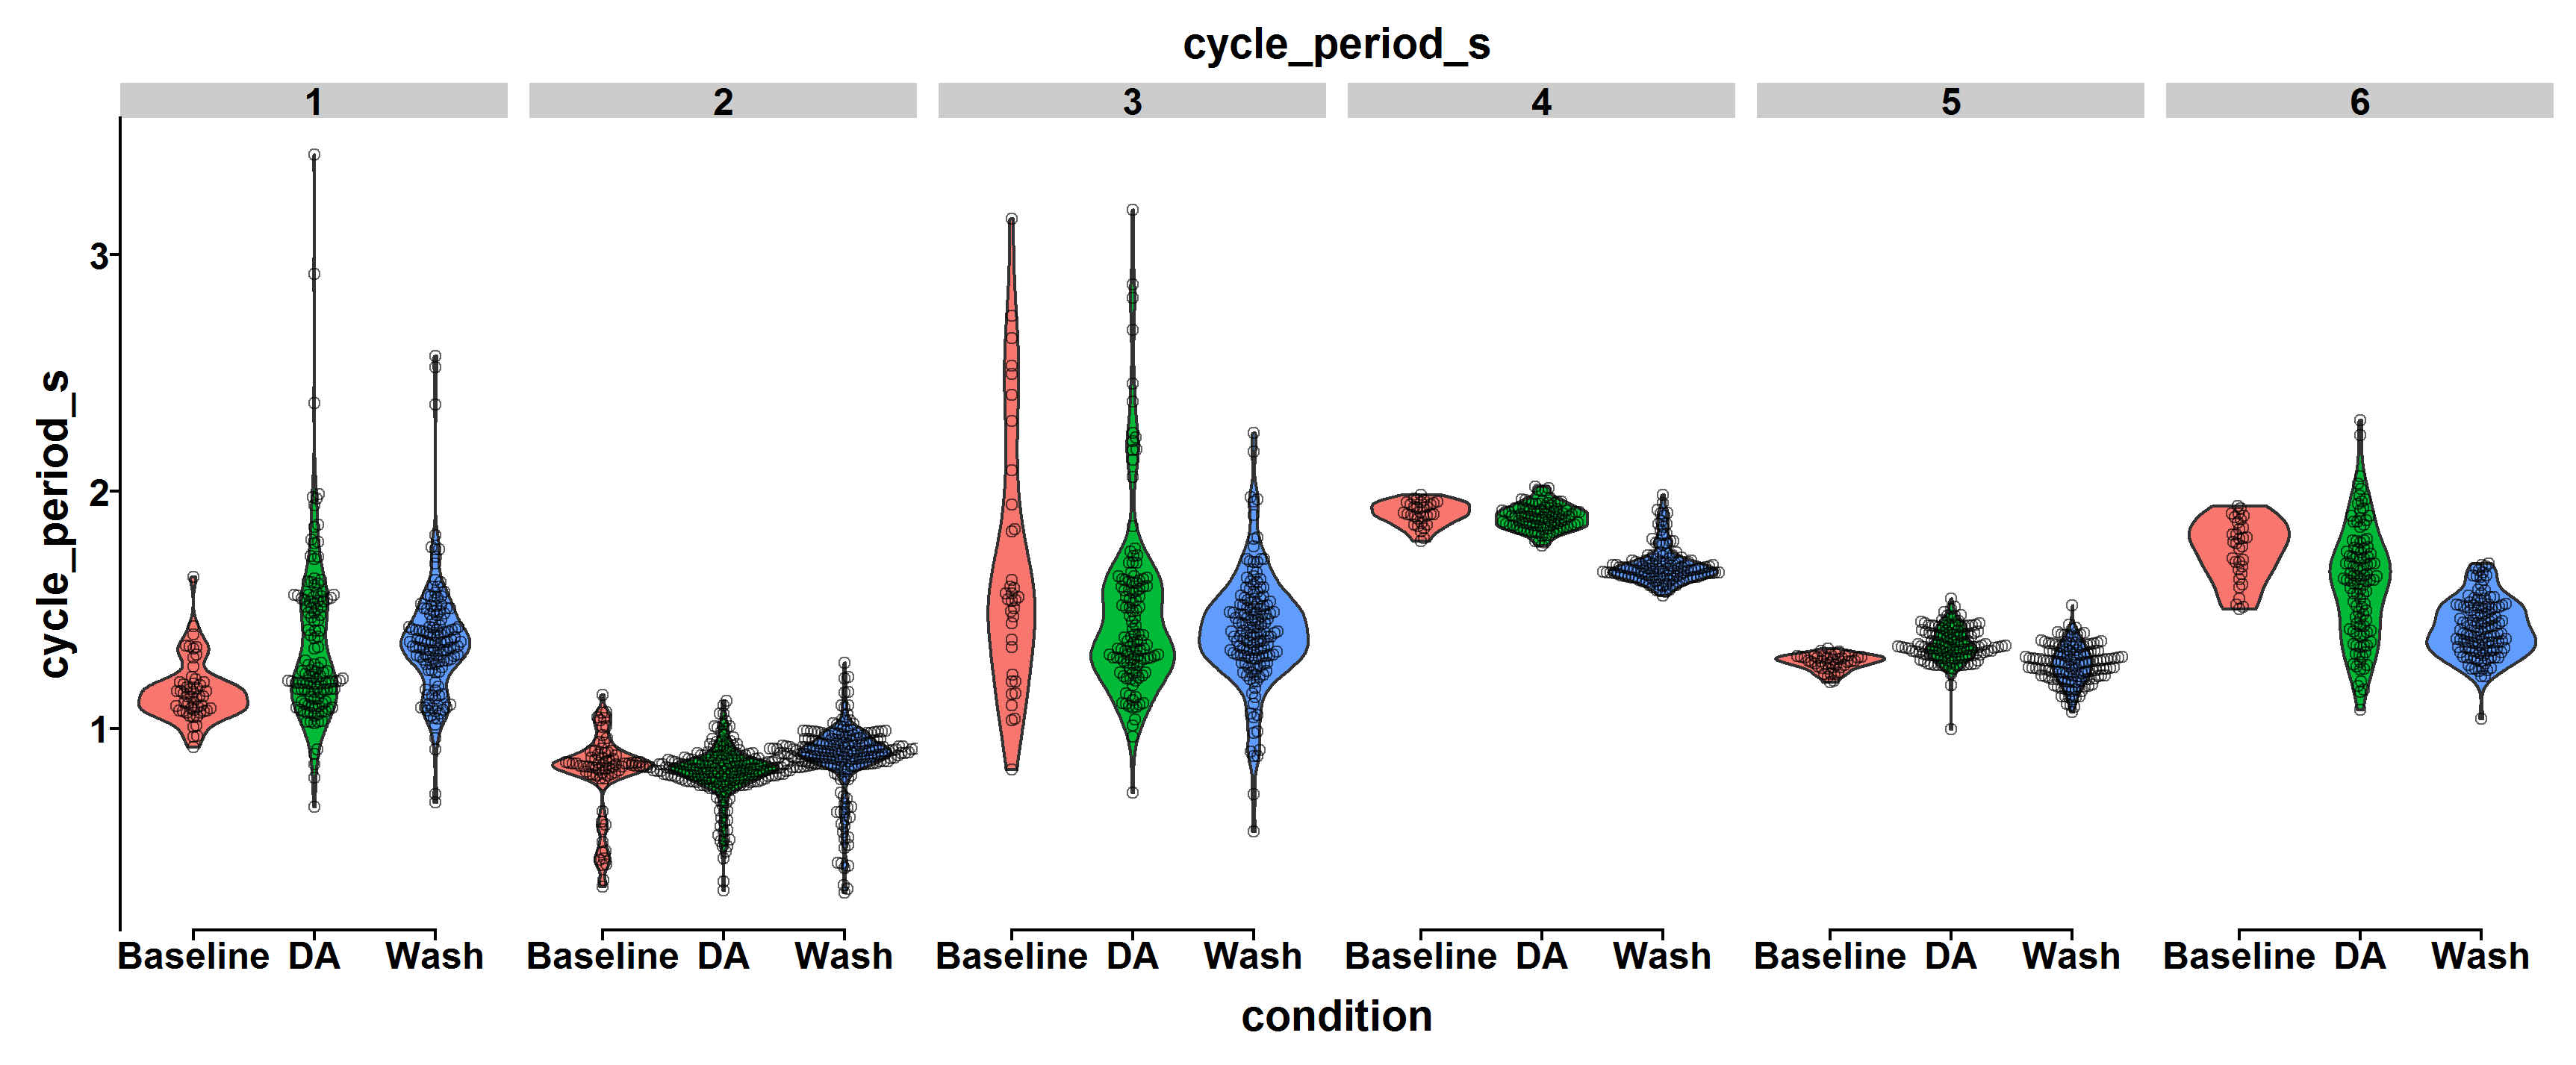 cycle_period_s
1 2 3 4 5 6
cycle_period_s
3
2
1
Baseline DA Wash Baseline DA Wash Baseline DA Wash Baseline DA Wash Baseline DA Wash Baseline DA Wash
condition